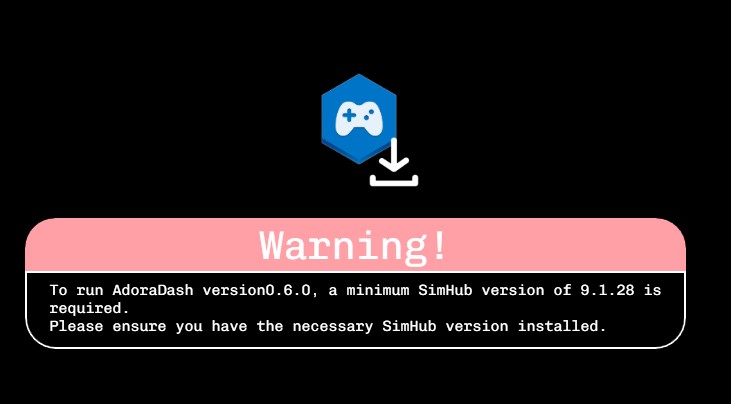 Warning!
To run AdoraDash version0.6.0, a minimum SimHub version of 9.1.28 is
required.
Please ensure you have the necessary SimHub version installed.